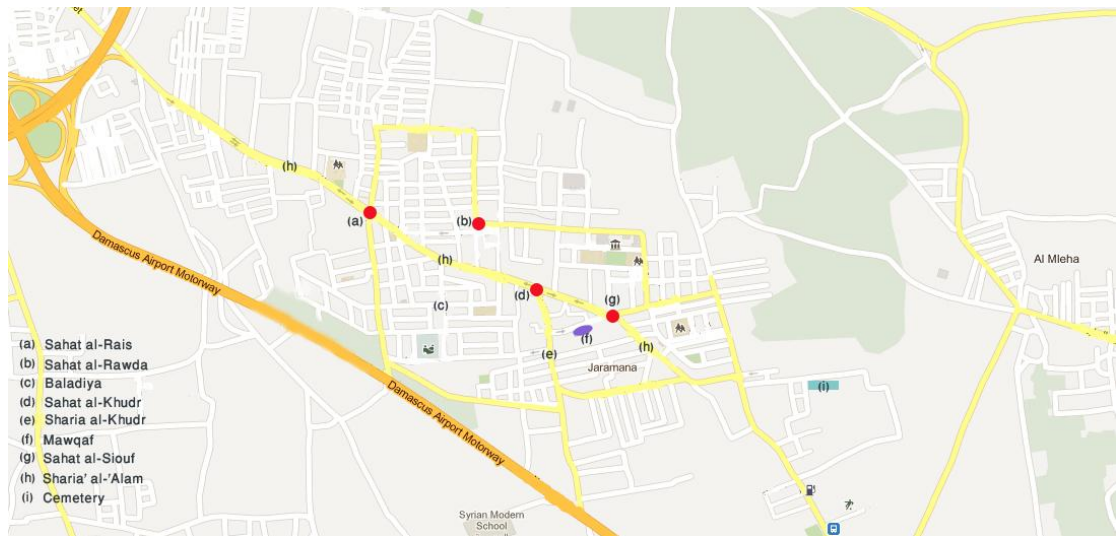 (h)
(a)
(b)
(h)
Damascus Airport Motorway
Al Mleha
(d)
(g)
(c)
(f)
(h)
(e)
Jaramana
(i)
Damascus Airport Motorway
(a) Sahat al-Rais
(b) Sahat al-Rawda
(c) Baladiya
(d) Sahat al-Khudr
(e) Sharia al-Khudr
(f) Mawqaf
(g) Sahat al-Siouf
(h) Sharia' al-'Alam
(i) Cemetery
Syrian Modern
School